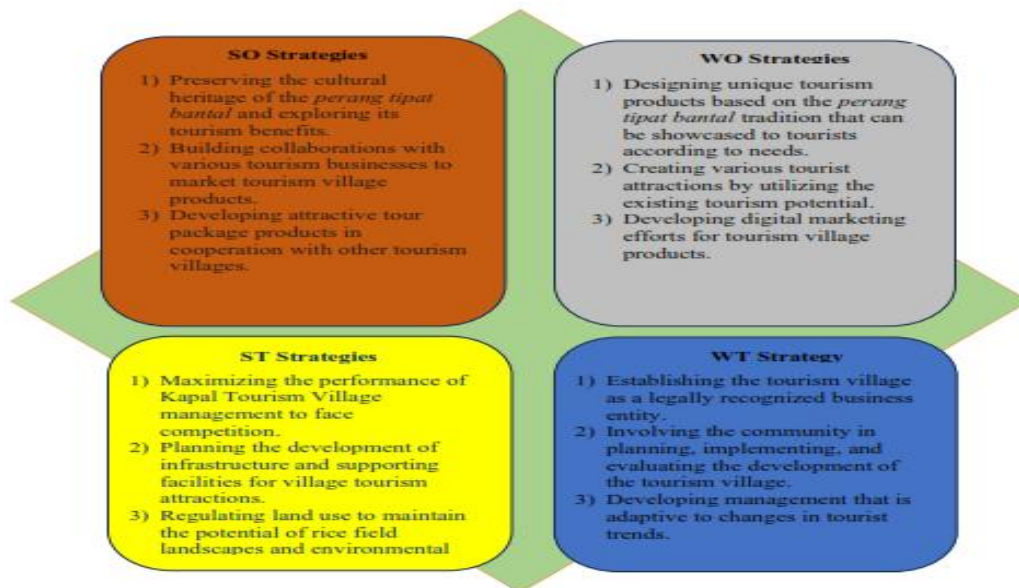 SO Strategies
1) Preserving the cultural
heritage of the perang tipat
bantal and exploring its
tourism benefits.
2) Building collaborations with
various tourism businesses to
market tourism village
products.
3) Developing attractive tour
package products in
cooperation with other tourism
villages.
WO Strategies
1) Designing unique tourism
products based on the perang
tipat bantal tradition that can
be showcased to tourists
according to needs.
2) Creating various tourist
attractions by utilizing the
existing tourism potential.
3) Developing digital marketing
efforts for tourism village
products.
ST Strategies
1) Maximizing the performance of
Kapal Tourism Village
management to face
competition.
2) Planning the development of
infrastructure and supporting
facilities for village tourism
attractions.
3) Regulating land use to maintain
the potential of rice field
landscapes and environmental
WT Strategy
1) Establishing the tourism village
as a legally recognized business
entity.
2) Involving the community in
planning, implementing, and
evaluating the development of
the tourism village.
3) Developing management that is
adaptive to changes in tourist
trends.